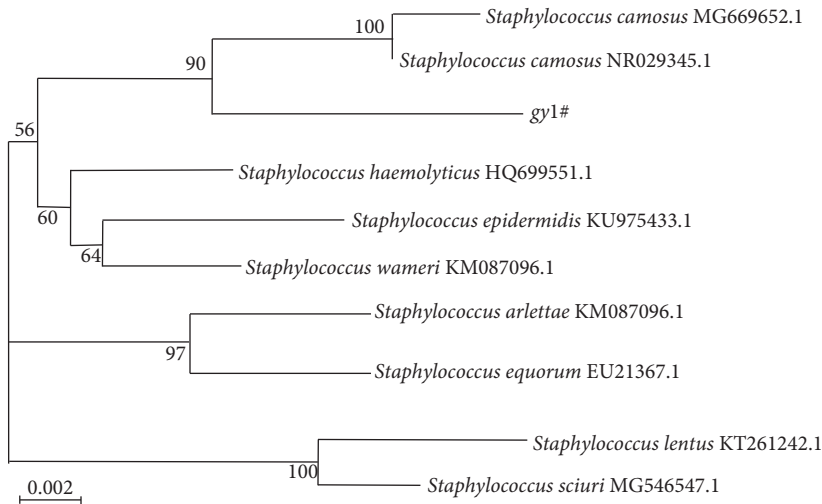 Staphylococcus camosus MG669652.1
100
Staphylococcus camosus NR029345.1
90
gy1#
56
Staphylococcus haemolyticus HQ699551.1
60
Staphylococcus epidermidis KU975433.1
64
Staphylococcus wameri KM087096.1
Staphylococcus arlettae KM087096.1
97
Staphylococcus equorum EU21367.1
Staphylococcus lentus KT261242.1
100
Staphylococcus sciuri MG546547.1
0.002